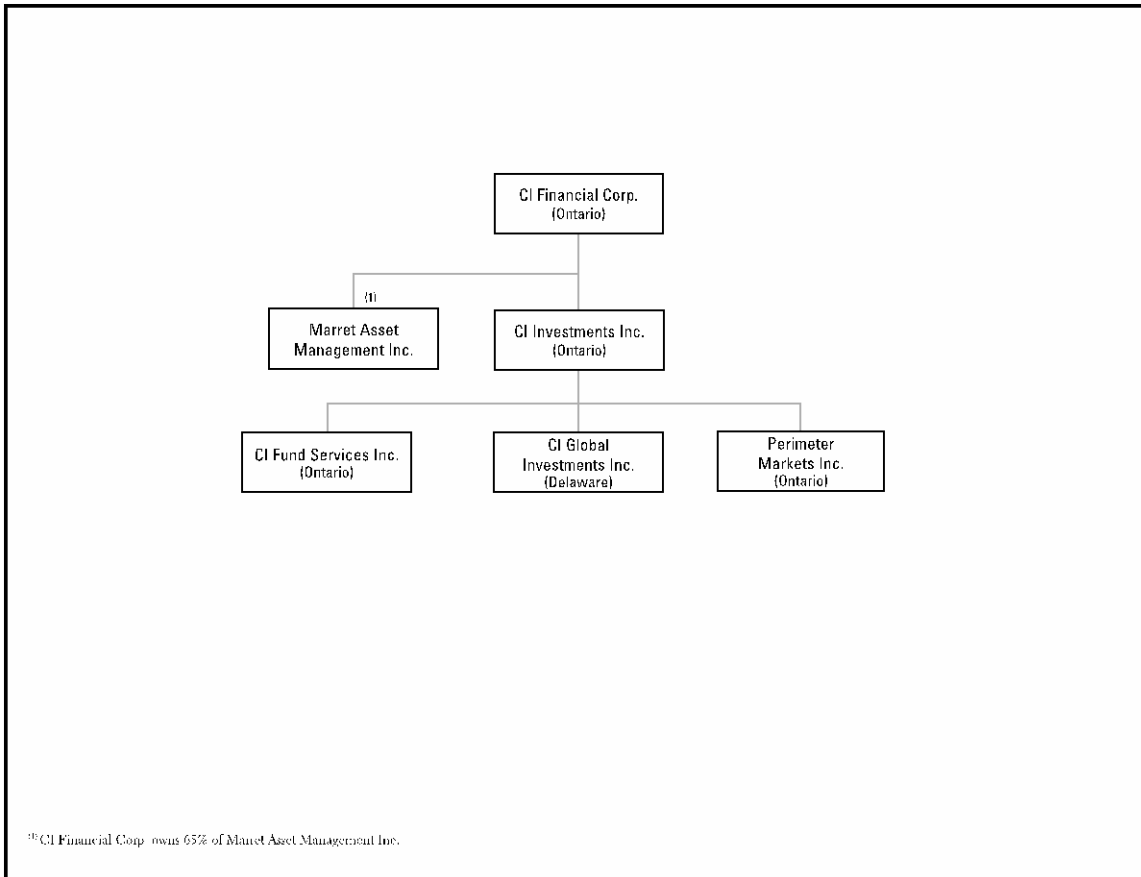 CI Financial Corp.
(Ontario)
(1)
Marret Asset
Management Inc.
CI Investments Inc.
(Ontario)
CI Fund Services Inc.
(Ontario)
CI Global
Investments Inc.
(Delaware)
Perimeter
Markets Inc.
(Ontario)
(1) CI Financial Corp. owns 65% of Marret Asset Management Inc.